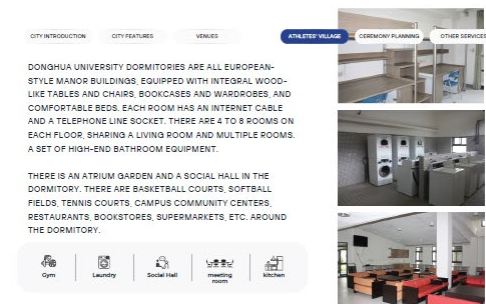 CITY INTRODUCTION
CITY FEATURES
VENUES
ATHLETES' VILLAGE
CEREMONY PLANNING
OTHER SERVICES
DONGHUA UNIVERSITY DORMITORIES ARE ALL EUROPEAN-
STYLE MANOR BUILDINGS, EQUIPPED WITH INTEGRAL WOOD-
LIKE TABLES AND CHAIRS, BOOKCASES AND WARDROBES, AND
COMFORTABLE BEDS. EACH ROOM HAS AN INTERNET CABLE
AND A TELEPHONE LINE SOCKET. THERE ARE 4 TO 8 ROOMS ON
EACH FLOOR, SHARING A LIVING ROOM AND MULTIPLE ROOMS.
A SET OF HIGH-END BATHROOM EQUIPMENT.
THERE IS AN ATRIUM GARDEN AND A SOCIAL HALL IN THE
DORMITORY. THERE ARE BASKETBALL COURTS, SOFTBALL
FIELDS, TENNIS COURTS, CAMPUS COMMUNITY CENTERS,
RESTAURANTS, BOOKSTORES, SUPERMARKETS, ETC. AROUND
THE DORMITORY.
Gym
Laundry
Social Hall
meeting
room
kitchen